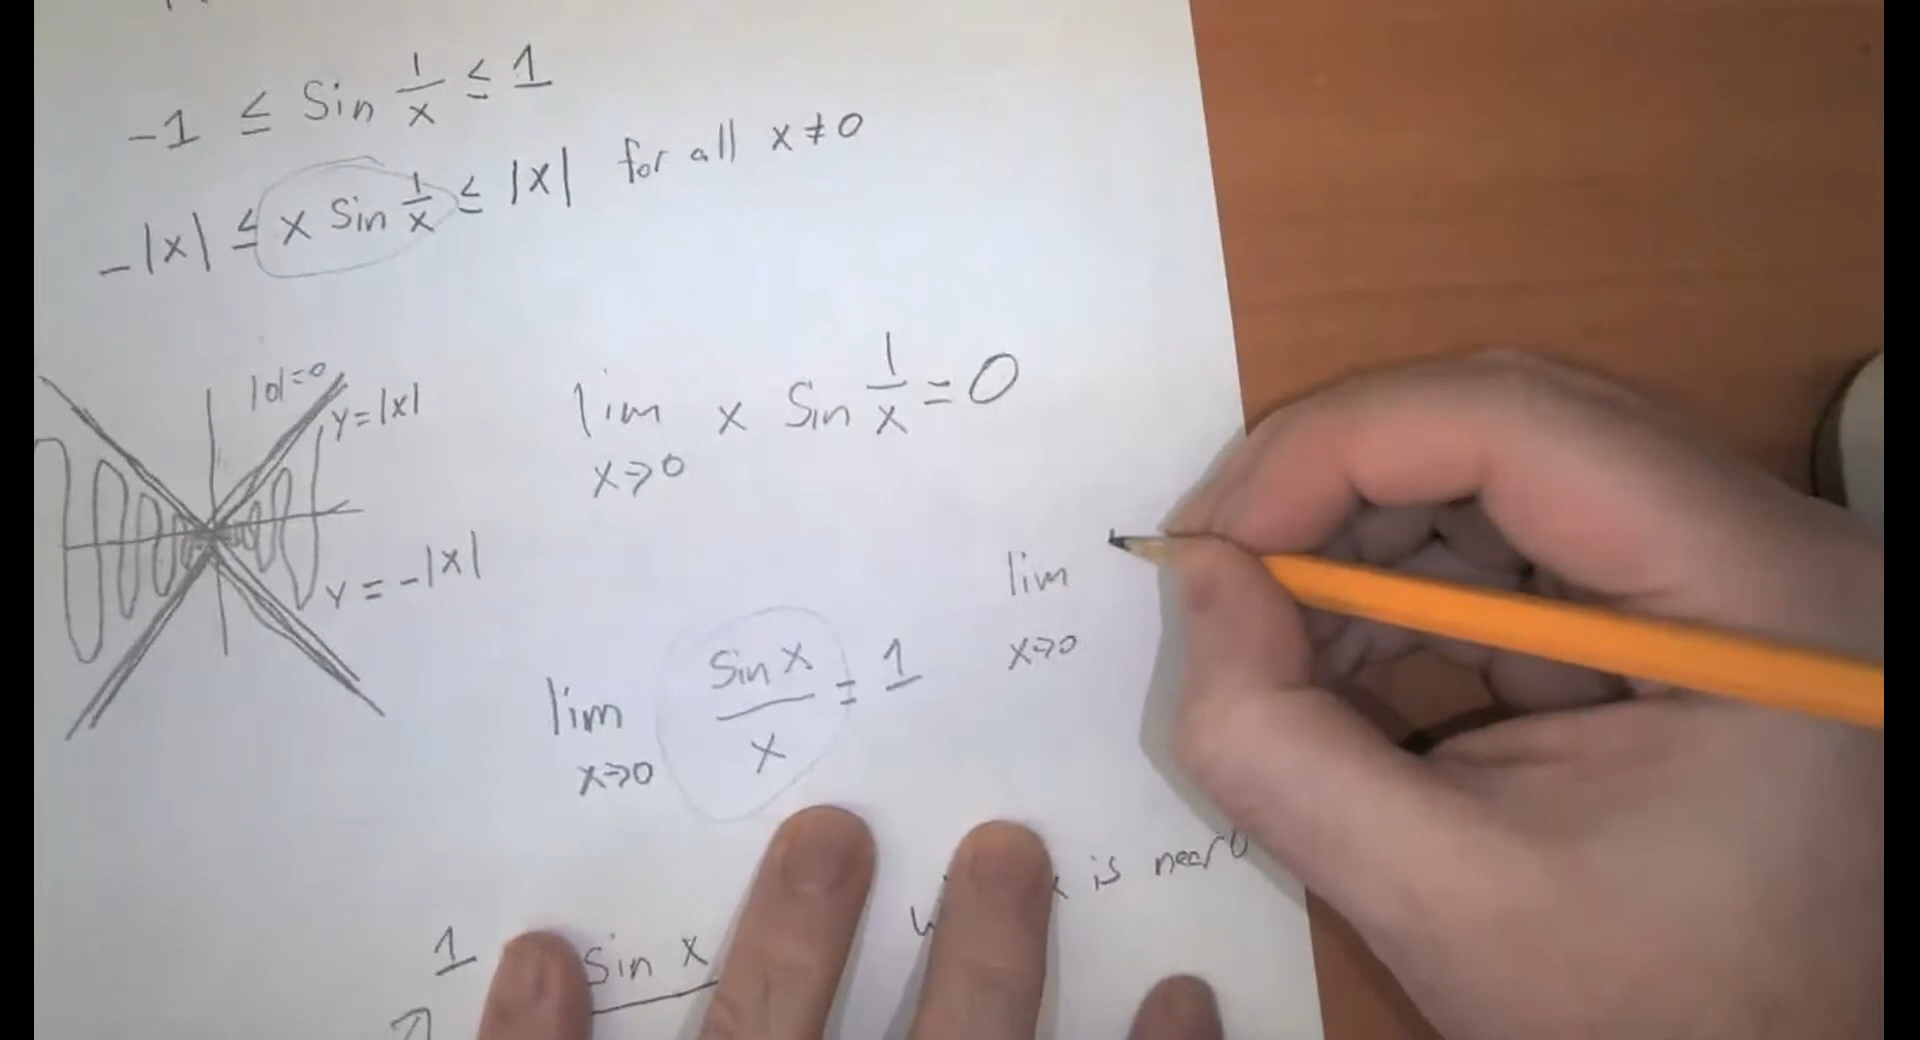 -1 ≤ Sin 1/x ≤ 1
-|x| ≤ x Sin 1/x ≤ |x| for all x ≠ 0
|0|=0
y=|x|
lim x→0 x Sin 1/x = 0
y = -|x|
lim x→0
lim x→0 Sin x / x = 1
is near 0
1
Sin x